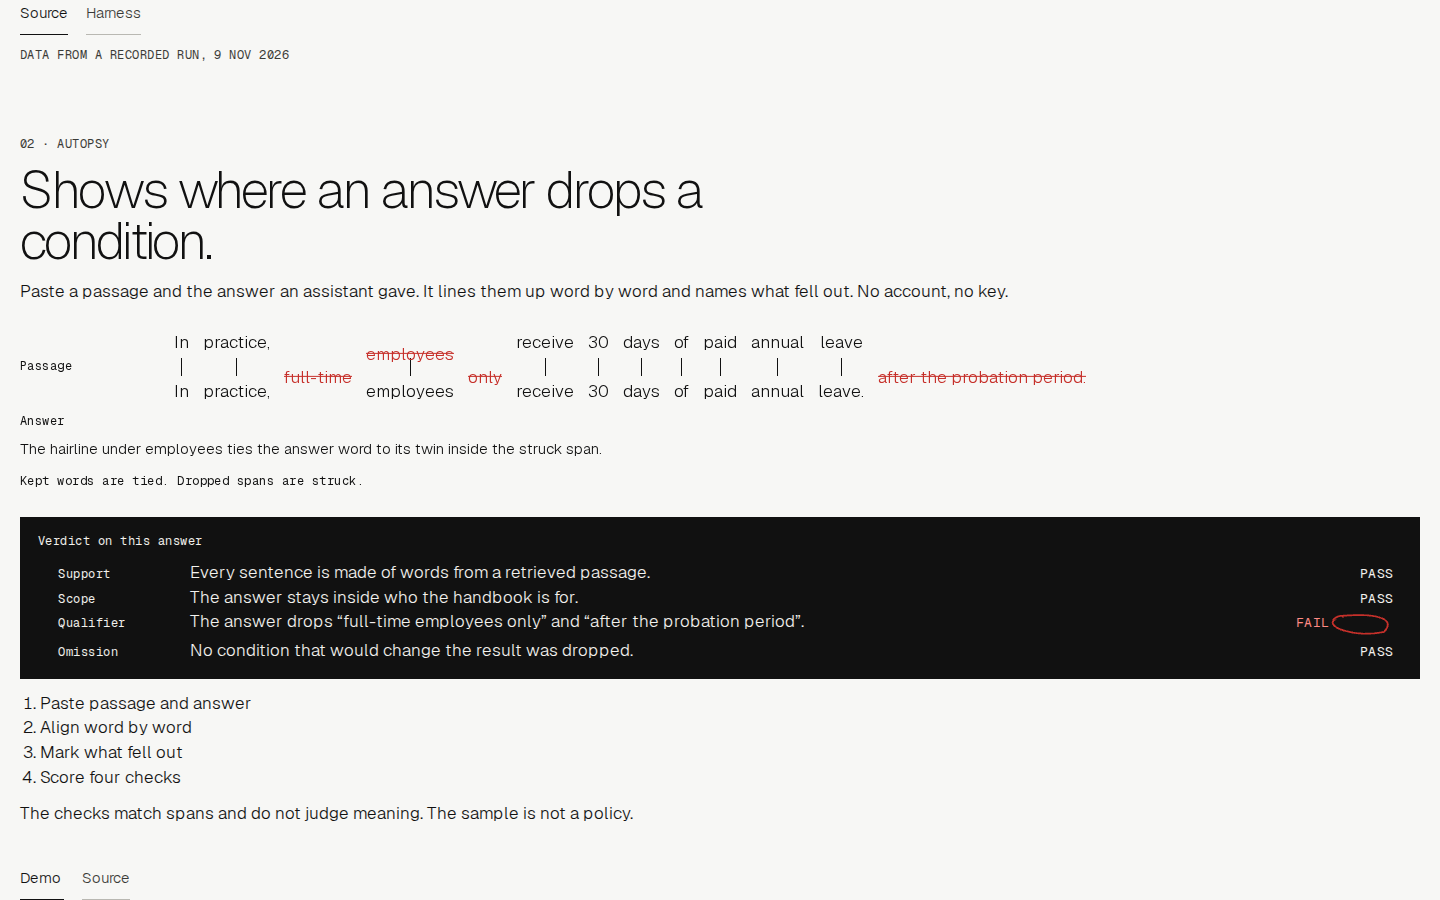 Source Harness
DATA FROM A RECORDED RUN, 9 NOV 2026
02 · AUTOPSY
Shows where an answer drops a
condition.
Paste a passage and the answer an assistant gave. It lines them up word by word and names what fell out. No account, no key.
In practice, employees receive 30 days of paid annual leave
Passage
full-time only after the probation period.
In practice, employees receive 30 days of paid annual leave.
Answer
The hairline under employees ties the answer word to its twin inside the struck span.
Kept words are tied. Dropped spans are struck.
Verdict on this answer
Support Every sentence is made of words from a retrieved passage. PASS
Scope The answer stays inside who the handbook is for. PASS
Qualifier The answer drops “full-time employees only” and “after the probation period”. FAIL
Omission No condition that would change the result was dropped. PASS
1. Paste passage and answer
2. Align word by word
3. Mark what fell out
4. Score four checks
The checks match spans and do not judge meaning. The sample is not a policy.
Demo Source